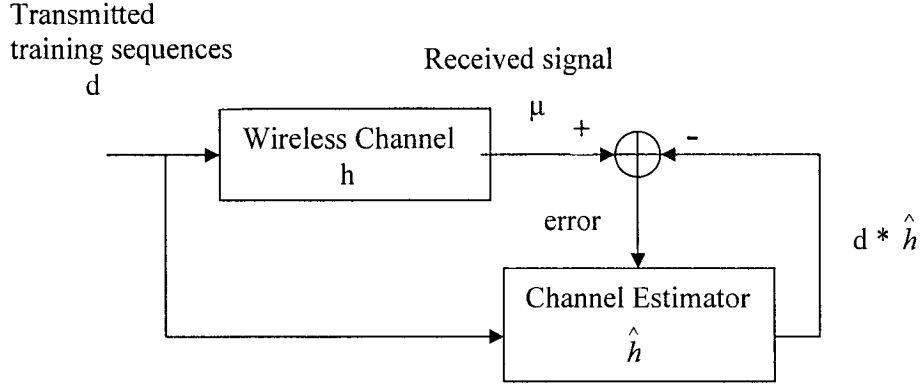 Transmitted
training sequences
d
Received signal
μ
Wireless Channel
h
+
-
error
d * ĥ
Channel Estimator
ĥ